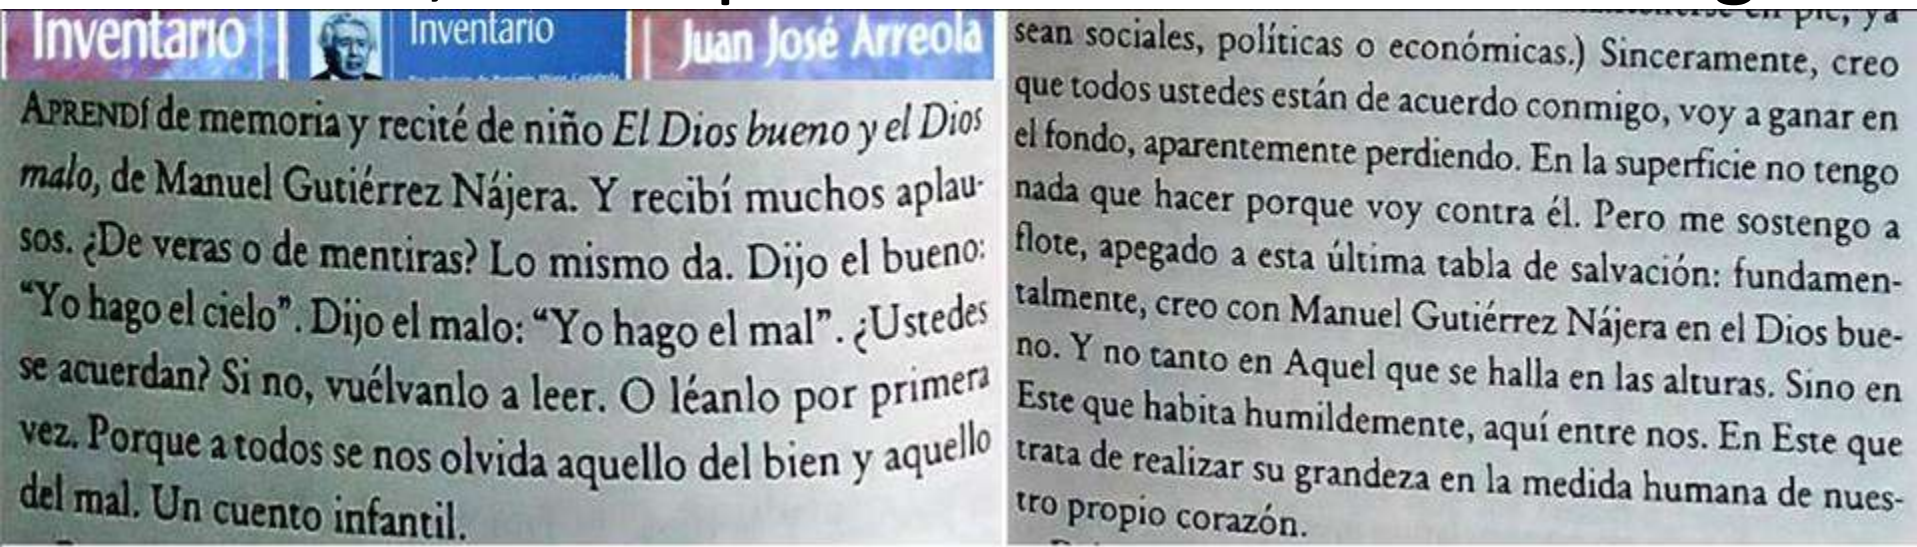 Inventario
Inventario
Juan José Arreola
APRENDÍ de memoria y recité de niño El Dios bueno y el Dios
malo, de Manuel Gutiérrez Nájera. Y recibí muchos aplau-
sos. ¿De veras o de mentiras? Lo mismo da. Dijo el bueno:
“Yo hago el cielo”. Dijo el malo: “Yo hago el mal”. ¿Ustedes
se acuerdan? Si no, vuélvanlo a leer. O léanlo por primera
vez. Porque a todos se nos olvida aquello del bien y aquello
del mal. Un cuento infantil.
en pie, ya
sean sociales, políticas o económicas.) Sinceramente, creo
que todos ustedes están de acuerdo conmigo, voy a ganar en
el fondo, aparentemente perdiendo. En la superficie no tengo
nada que hacer porque voy contra él. Pero me sostengo a
flote, apegado a esta última tabla de salvación: fundamen-
talmente, creo con Manuel Gutiérrez Nájera en el Dios bue-
no. Y no tanto en Aquel que se halla en las alturas. Sino en
Este que habita humildemente, aquí entre nos. En Este que
trata de realizar su grandeza en la medida humana de nues-
tro propio corazón.